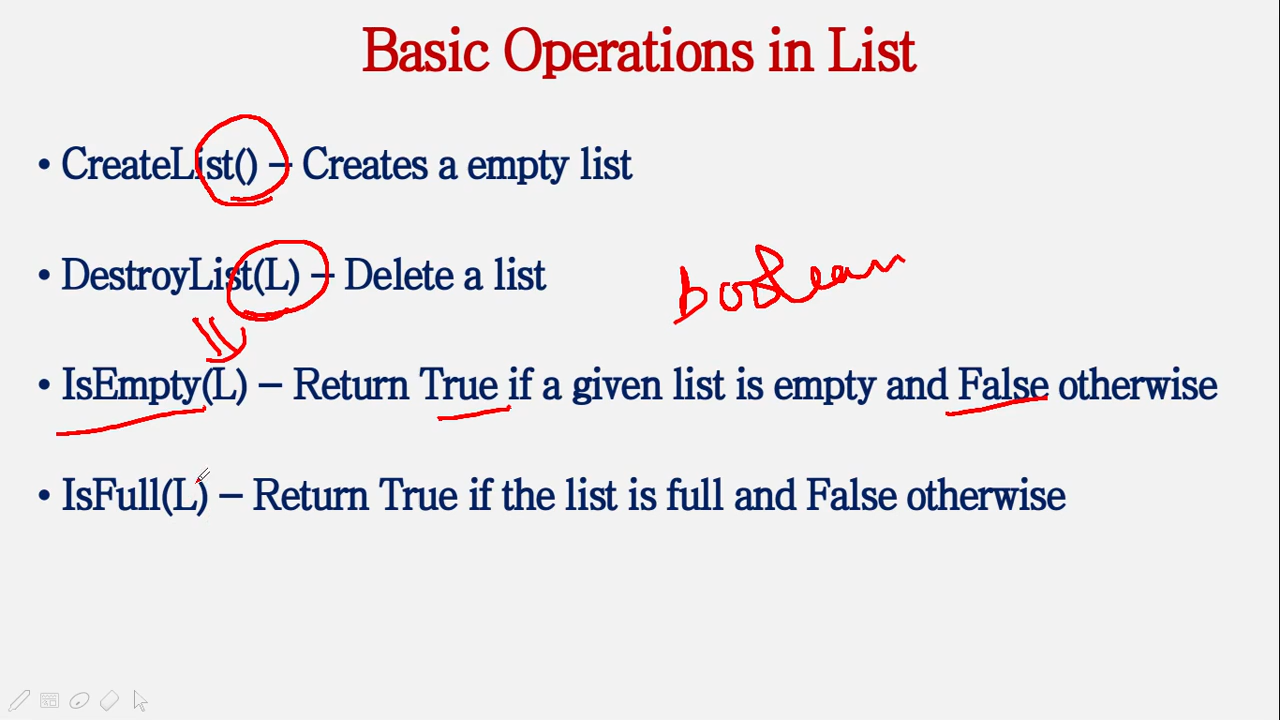 Basic Operations in List
• CreateList() – Creates a empty list
• DestroyList(L) – Delete a list
boolean
• IsEmpty(L) – Return True if a given list is empty and False otherwise
• IsFull(L) – Return True if the list is full and False otherwise